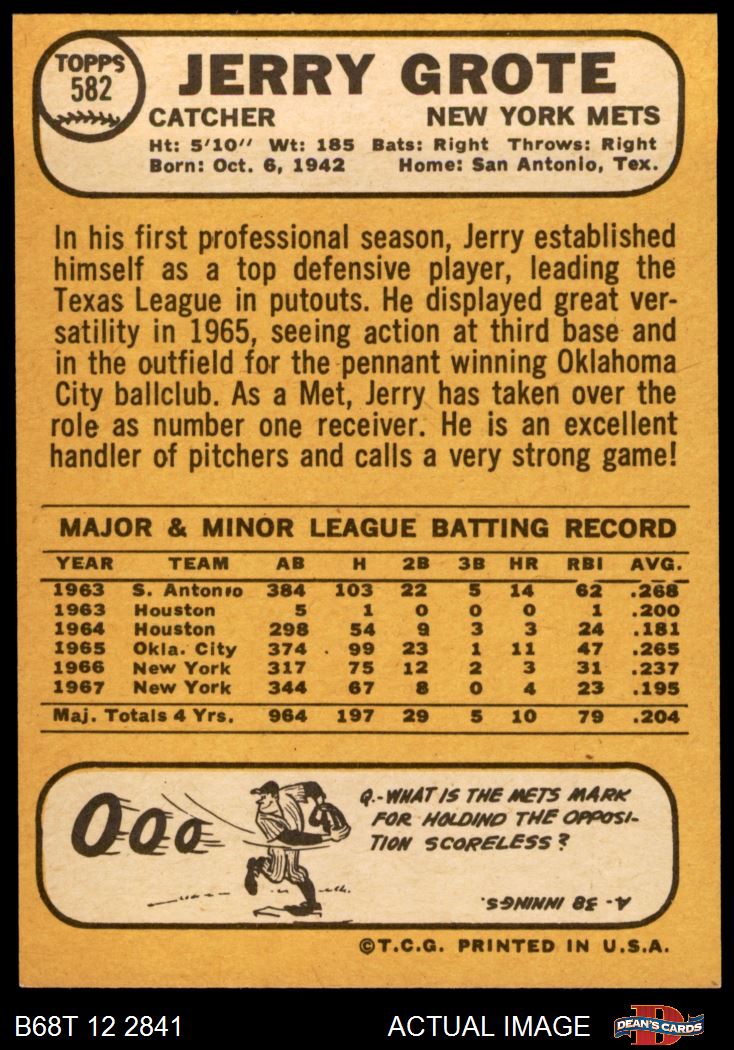 TOPPS
582
JERRY GROTE
CATCHER NEW YORK METS
Ht: 5'10" Wt: 185 Bats: Right Throws: Right
Born: Oct. 6, 1942 Home: San Antonio, Tex.
In his first professional season, Jerry established
himself as a top defensive player, leading the
Texas League in putouts. He displayed great ver-
satility in 1965, seeing action at third base and
in the outfield for the pennant winning Oklahoma
City ballclub. As a Met, Jerry has taken over the
role as number one receiver. He is an excellent
handler of pitchers and calls a very strong game!
MAJOR & MINOR LEAGUE BATTING RECORD
YEAR TEAM AB H 2B 3B HR RBI AVG.
1963 S. Antonio 384 103 22 5 14 62 .268
1963 Houston 5 1 0 0 0 1 .200
1964 Houston 298 54 9 3 3 24 .181
1965 Okla. City 374 99 23 1 11 47 .265
1966 New York 317 75 12 2 3 31 .237
1967 New York 344 67 8 0 4 23 .195
Maj. Totals 4 Yrs. 964 197 29 5 10 79 .204
000
Q.-WHAT IS THE METS MARK
FOR HOLDIND THE OPPOSI-
TION SCORELESS?
A- 38 INNINGS.
©T.C.G. PRINTED IN U.S.A.
B68T 12 2841 ACTUAL IMAGE
D
DEAN'S CARDS